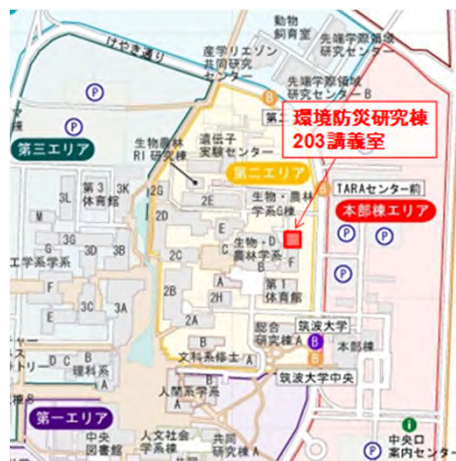 動物
飼育室
先端学際領域
研究センター
けやき通り
産学リエゾン
共同研究
センター
先端学際領域
研究センターB
P
B
第二
環境防災研究棟
203講義室
P
第三エリア
生物農林
RI研究棟
遺伝子
実験センター
第二エリア
TARAセンター前
本部棟エリア
第3
体育館
3K
3L
2G
2E
生物・農林
学系G棟
M
2D
E
P
P
G
3G
3D
B
3B
2C
C
生物・
農林学系
D
工学系学系
E
B
F
P
F
3C
3A
2B
A
2H
第1
体育館
2A
総合
研究棟A
筑波大学
B
本部棟
B
D
C
B
理科系
A
B
文科系修士
A
筑波大学中央
人間系学系
A
B
第一エリア
中央
図書館
人文社会
学系
共同
研究棟A
P
中央口
案内センター